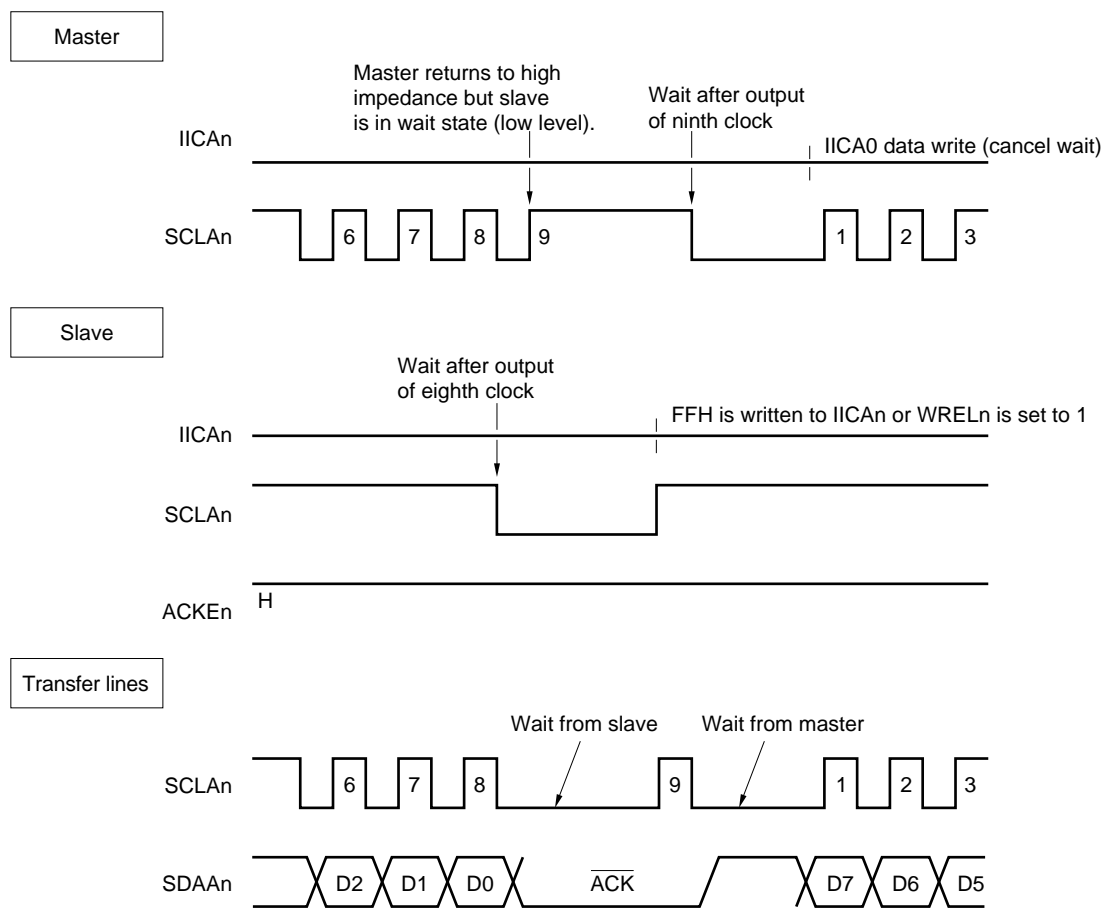 Master
Master returns to high
impedance but slave
is in wait state (low level).
Wait after output
of ninth clock
IICAn
IICA0 data write (cancel wait)
SCLAn
6 7 8 9 1 2 3
Slave
Wait after output
of eighth clock
IICAn
FFH is written to IICAn or WRELn is set to 1
SCLAn
ACKEn
H
Transfer lines
Wait from slave
Wait from master
SCLAn
6 7 8 9 1 2 3
SDAAn
D2 D1 D0 A̅C̅K̅ D7 D6 D5